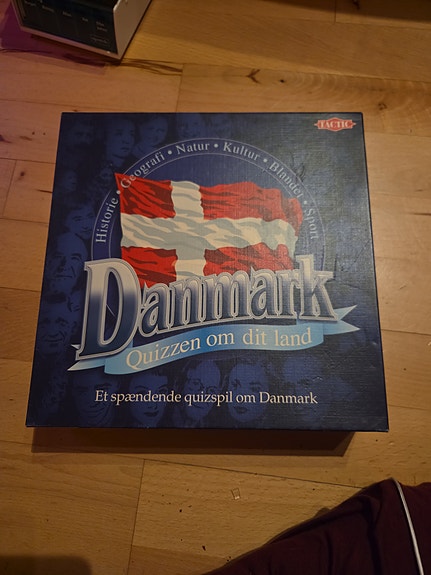 TACTIC
Historie • Geografi • Natur • Kultur • Blandet • Sport
Danmark
Quizzen om dit land
Et spændende quizspil om Danmark